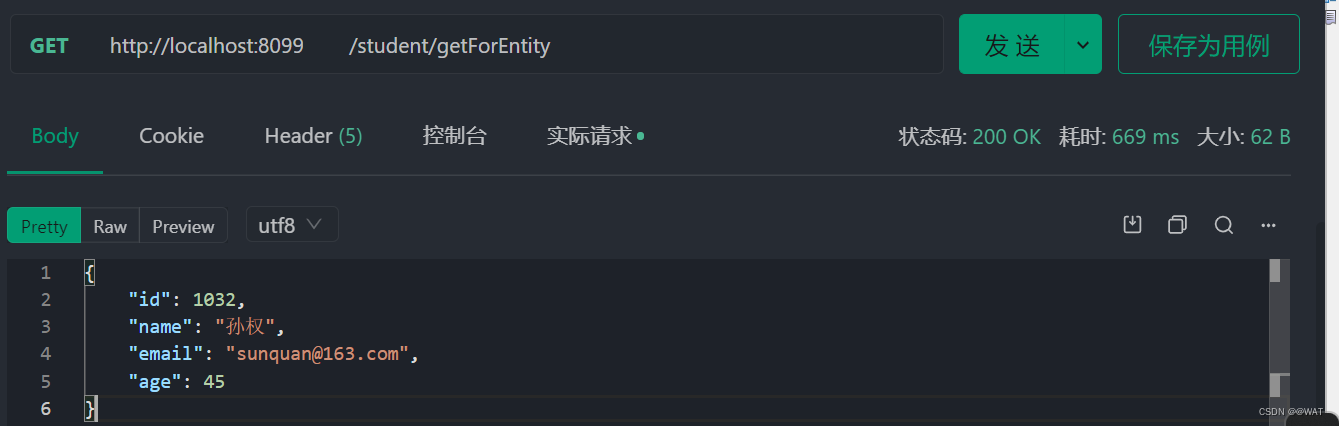 GET http://localhost:8099 /student/getForEntity 发 送 保存为用例
Body Cookie Header (5) 控制台 实际请求 状态码: 200 OK 耗时: 669 ms 大小: 62 B
Pretty Raw Preview utf8
1 {
2 "id": 1032,
3 "name": "孙权",
4 "email": "sunquan@163.com",
5 "age": 45
6 }
CSDN @@WAT